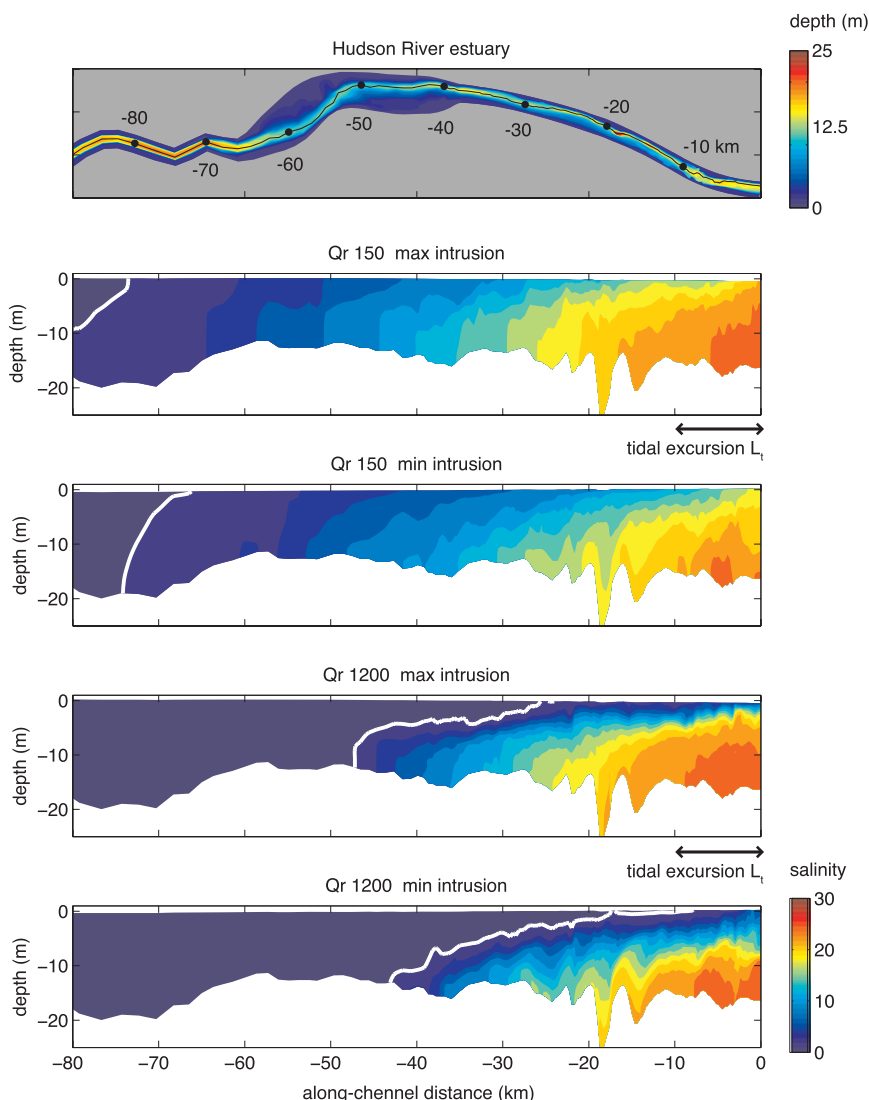 depth (m)
Hudson River estuary
25
12.5
0
-80
-70
-60
-50
-40
-30
-20
-10 km
Qr 150 max intrusion
0
−10
−20
depth (m)
tidal excursion Lt
Qr 150 min intrusion
0
−10
−20
depth (m)
Qr 1200 max intrusion
0
−10
−20
depth (m)
tidal excursion Lt
salinity
Qr 1200 min intrusion
30
20
10
0
0
−10
−20
depth (m)
−80 −70 −60 −50 −40 −30 −20 −10 0
along-chennel distance (km)